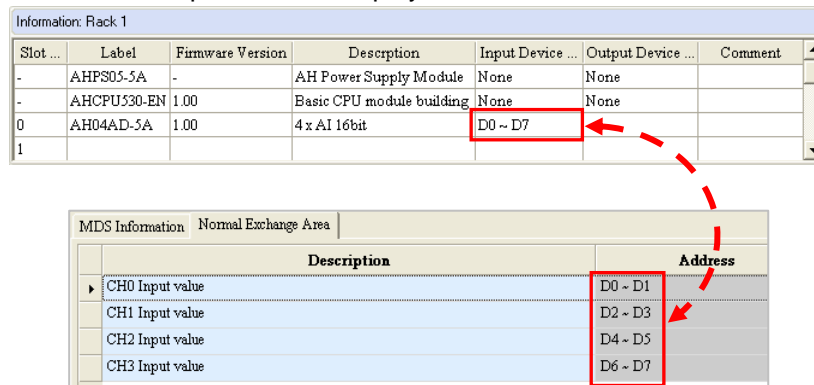 Information: Rack 1
Slot ... Label Firmware Version Descrption Input Device ... Output Device ... Comment
- AHPS05-5A - AH Power Supply Module None None
- AHCPU530-EN 1.00 Basic CPU module building None None
0 AH04AD-5A 1.00 4 x AI 16bit D0 ~ D7
1
MDS Information Normal Exchange Area
Description Address
CH0 Input value D0 ~ D1
CH1 Input value D2 ~ D3
CH2 Input value D4 ~ D5
CH3 Input value D6 ~ D7